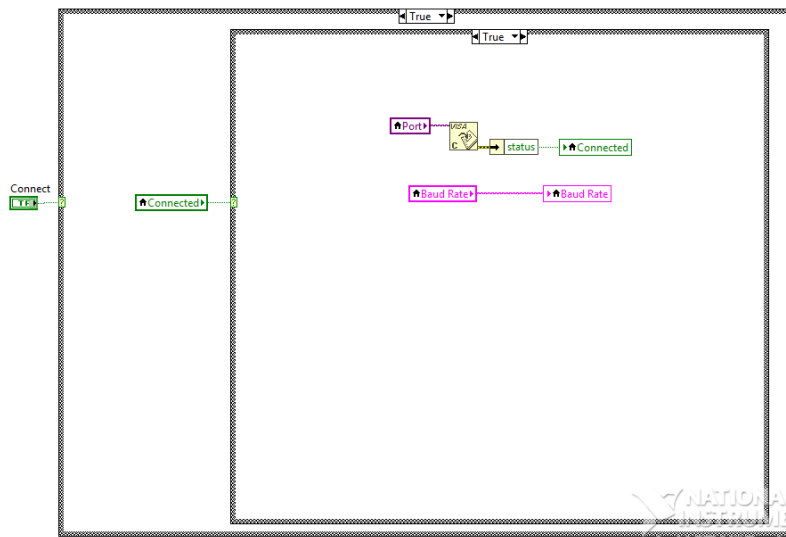 True
True
Port
VISA
C
status
Connected
Connect
TF
?
Connected
?
Baud Rate
Baud Rate
NATIONAL
INSTRUME